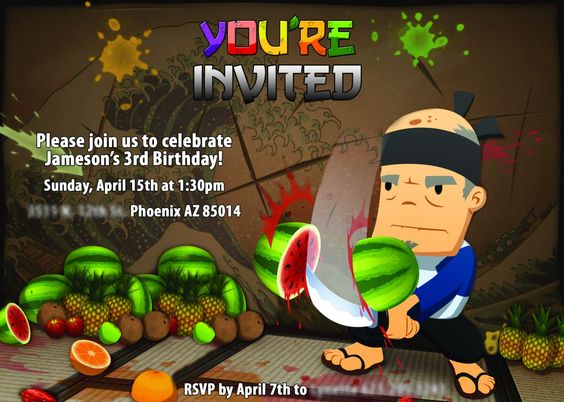 YOU'RE
INVITED
Please join us to celebrate
Jameson's 3rd Birthday!
Sunday, April 15th at 1:30pm
Phoenix AZ 85014
RSVP by April 7th to